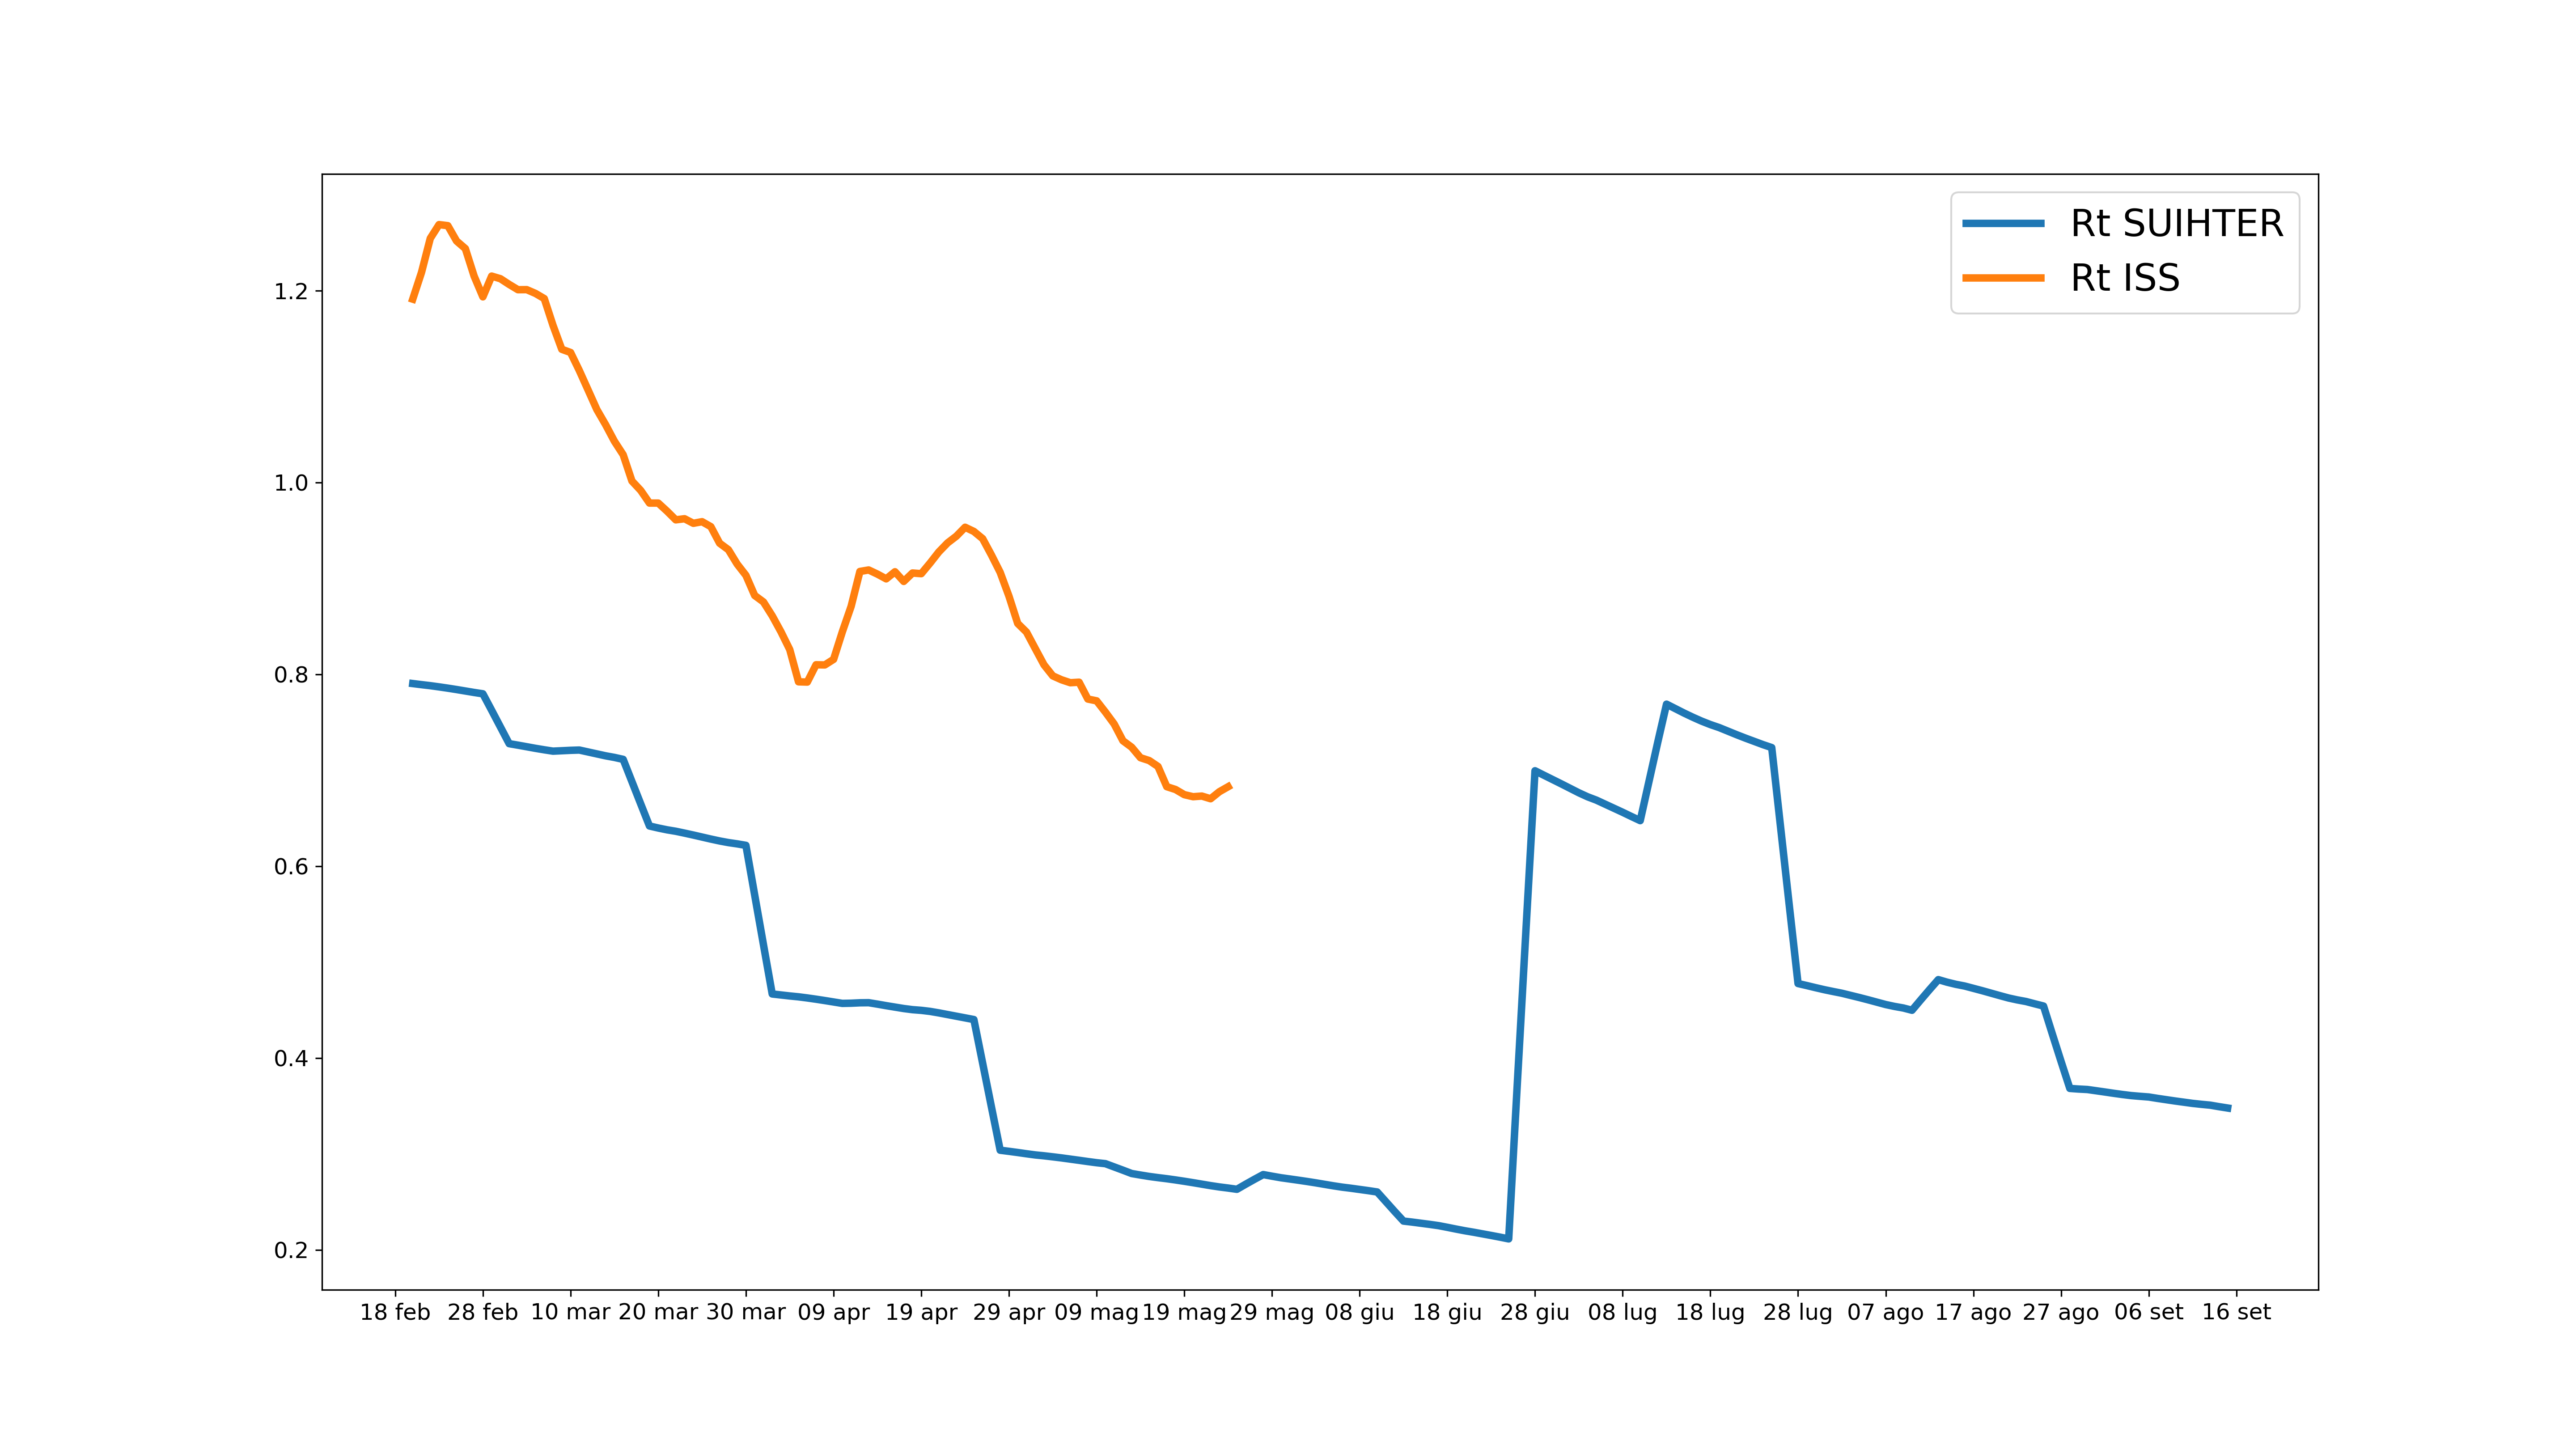 Rt SUIHTER
Rt ISS
1.2
1.0
0.8
0.6
0.4
0.2
18 feb 28 feb 10 mar 20 mar 30 mar 09 apr 19 apr 29 apr 09 mag 19 mag 29 mag 08 giu 18 giu 28 giu 08 lug 18 lug 28 lug 07 ago 17 ago 27 ago 06 set 16 set